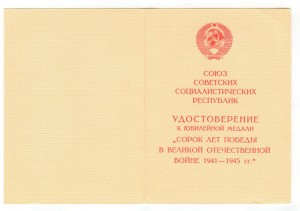 СОЮЗ
СОВЕТСКИХ
СОЦИАЛИСТИЧЕСКИХ
РЕСПУБЛИК
УДОСТОВЕРЕНИЕ
К ЮБИЛЕЙНОЙ МЕДАЛИ
„СОРОК ЛЕТ ПОБЕДЫ
В ВЕЛИКОЙ ОТЕЧЕСТВЕННОЙ
ВОЙНЕ 1941—1945 гг.“